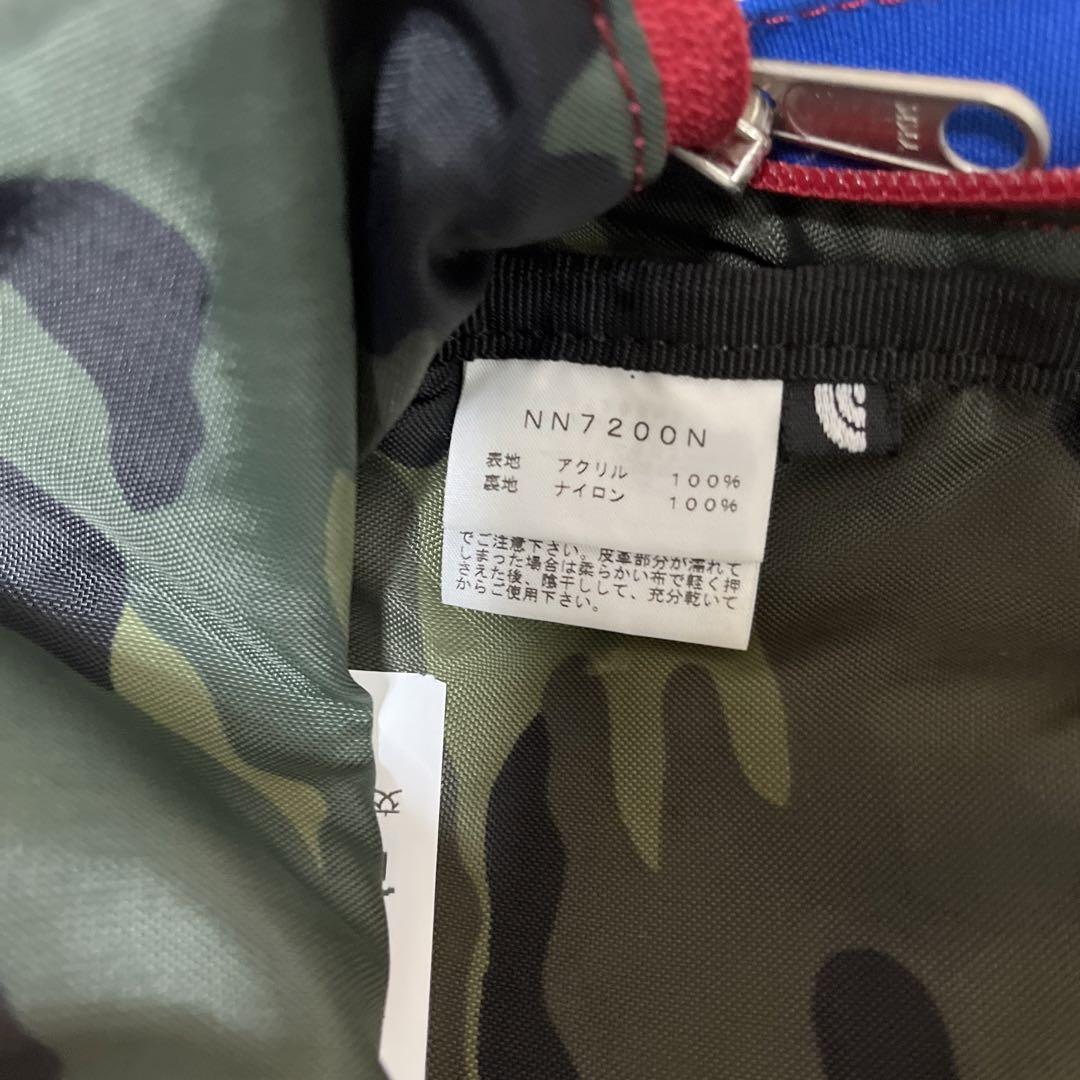 YKK
NN7200N
表地 アクリル 100%
裏地 ナイロン 100%
でご注意下さい。皮革部分が濡れて
しまった場合は柔らかい布で軽く押
さえた後、陰干しして、充分乾いて
からご使用下さい。